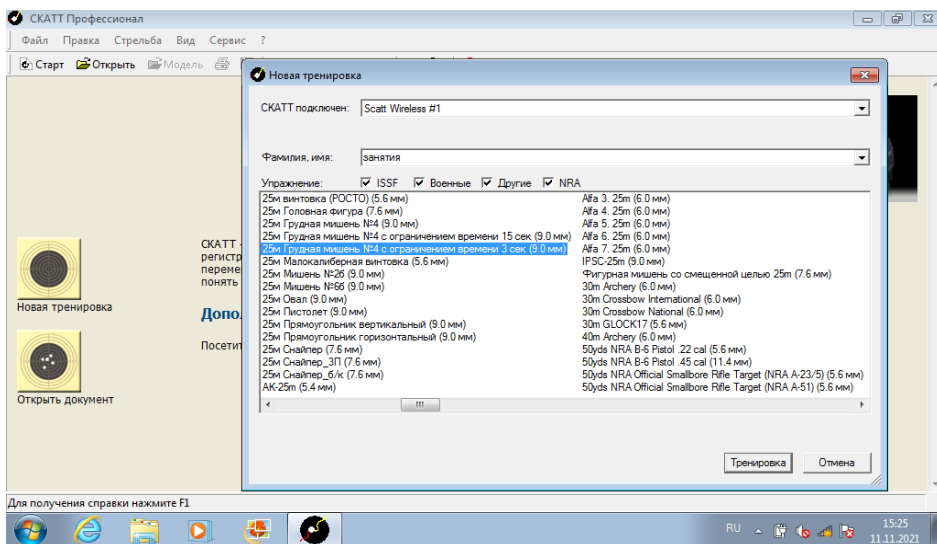 СКАТТ Профессионал
Файл Правка Стрельба Вид Сервис ?
Старт Открыть Модель
Новая тренировка
СКАТТ подключен: Scatt Wireless #1
Фамилия, имя: занятия
Упражнение: ISSF Военные Другие NRA
25м винтовка (РОСТО) (5.6 мм)
25м Головная фигура (7.6 мм)
25м Грудная мишень №4 (9.0 мм)
25м Грудная мишень №4 с ограничением времени 15 сек (9.0 мм)
25м Грудная мишень №4 с ограничением времени 3 сек (9.0 мм)
25м Малокалиберная винтовка (5.6 мм)
25м Мишень №2б (9.0 мм)
25м Мишень №6б (9.0 мм)
25м Овал (9.0 мм)
25м Пистолет (9.0 мм)
25м Прямоугольник вертикальный (9.0 мм)
25м Прямоугольник горизонтальный (9.0 мм)
25м Снайпер (7.6 мм)
25м Снайпер_ЗП (7.6 мм)
25м Снайпер_б/к (7.6 мм)
АК-25m (5.4 мм)
Alfa 3. 25m (6.0 мм)
Alfa 4. 25m (6.0 мм)
Alfa 5. 25m (6.0 мм)
Alfa 6. 25m (6.0 мм)
Alfa 7. 25m (6.0 мм)
IPSC-25m (9.0 мм)
Фигурная мишень со смещенной целью 25m (7.6 мм)
30m Archery (6.0 мм)
30m Crossbow International (6.0 мм)
30m Crossbow National (6.0 мм)
30m GLOCK17 (5.6 мм)
40m Archery (6.0 мм)
50yds NRA B-6 Pistol .22 cal (5.6 мм)
50yds NRA B-6 Pistol .45 cal (11.4 мм)
50yds NRA Official Smallbore Rifle Target (NRA A-23/5) (5.6 мм)
50yds NRA Official Smallbore Rifle Target (NRA A-51) (5.6 мм)
Тренировка Отмена
СКАТТ -
регистр
переме
понять
Новая тренировка
Допо
Посетит
Открыть документ
Для получения справки нажмите F1
RU
15:25
11.11.2021